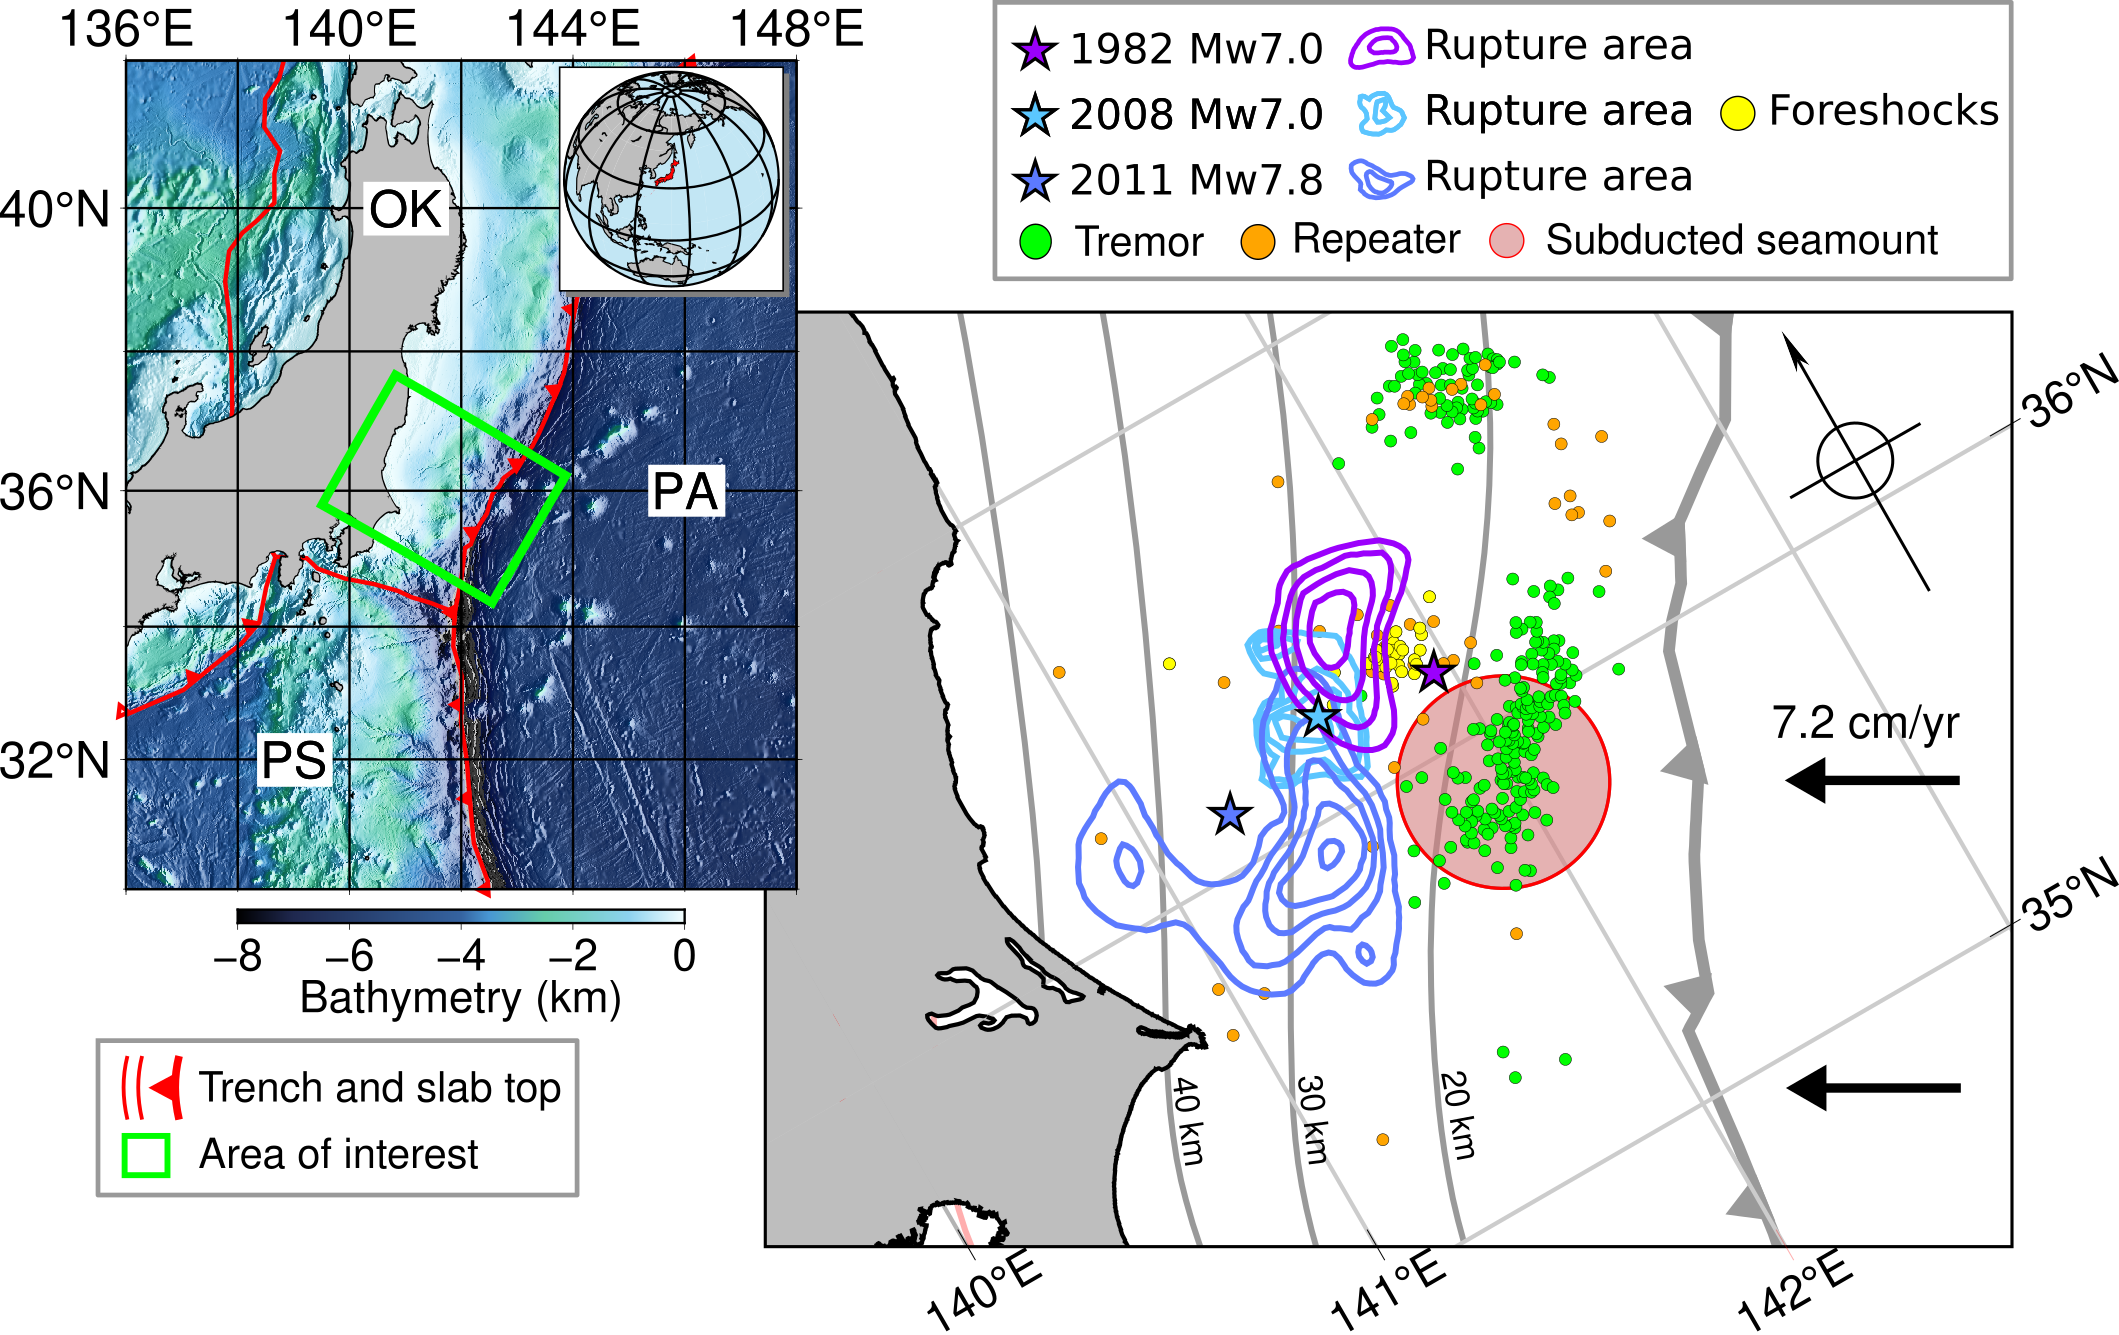 136°E 140°E 144°E 148°E
40°N
36°N
32°N
OK
PA
PS
−8 −6 −4 −2 0
Bathymetry (km)
Trench and slab top
Area of interest
1982 Mw7.0 Rupture area
2008 Mw7.0 Rupture area Foreshocks
2011 Mw7.8 Rupture area
Tremor Repeater Subducted seamount
36°N
7.2 cm/yr
35°N
40 km
30 km
20 km
140°E 141°E 142°E